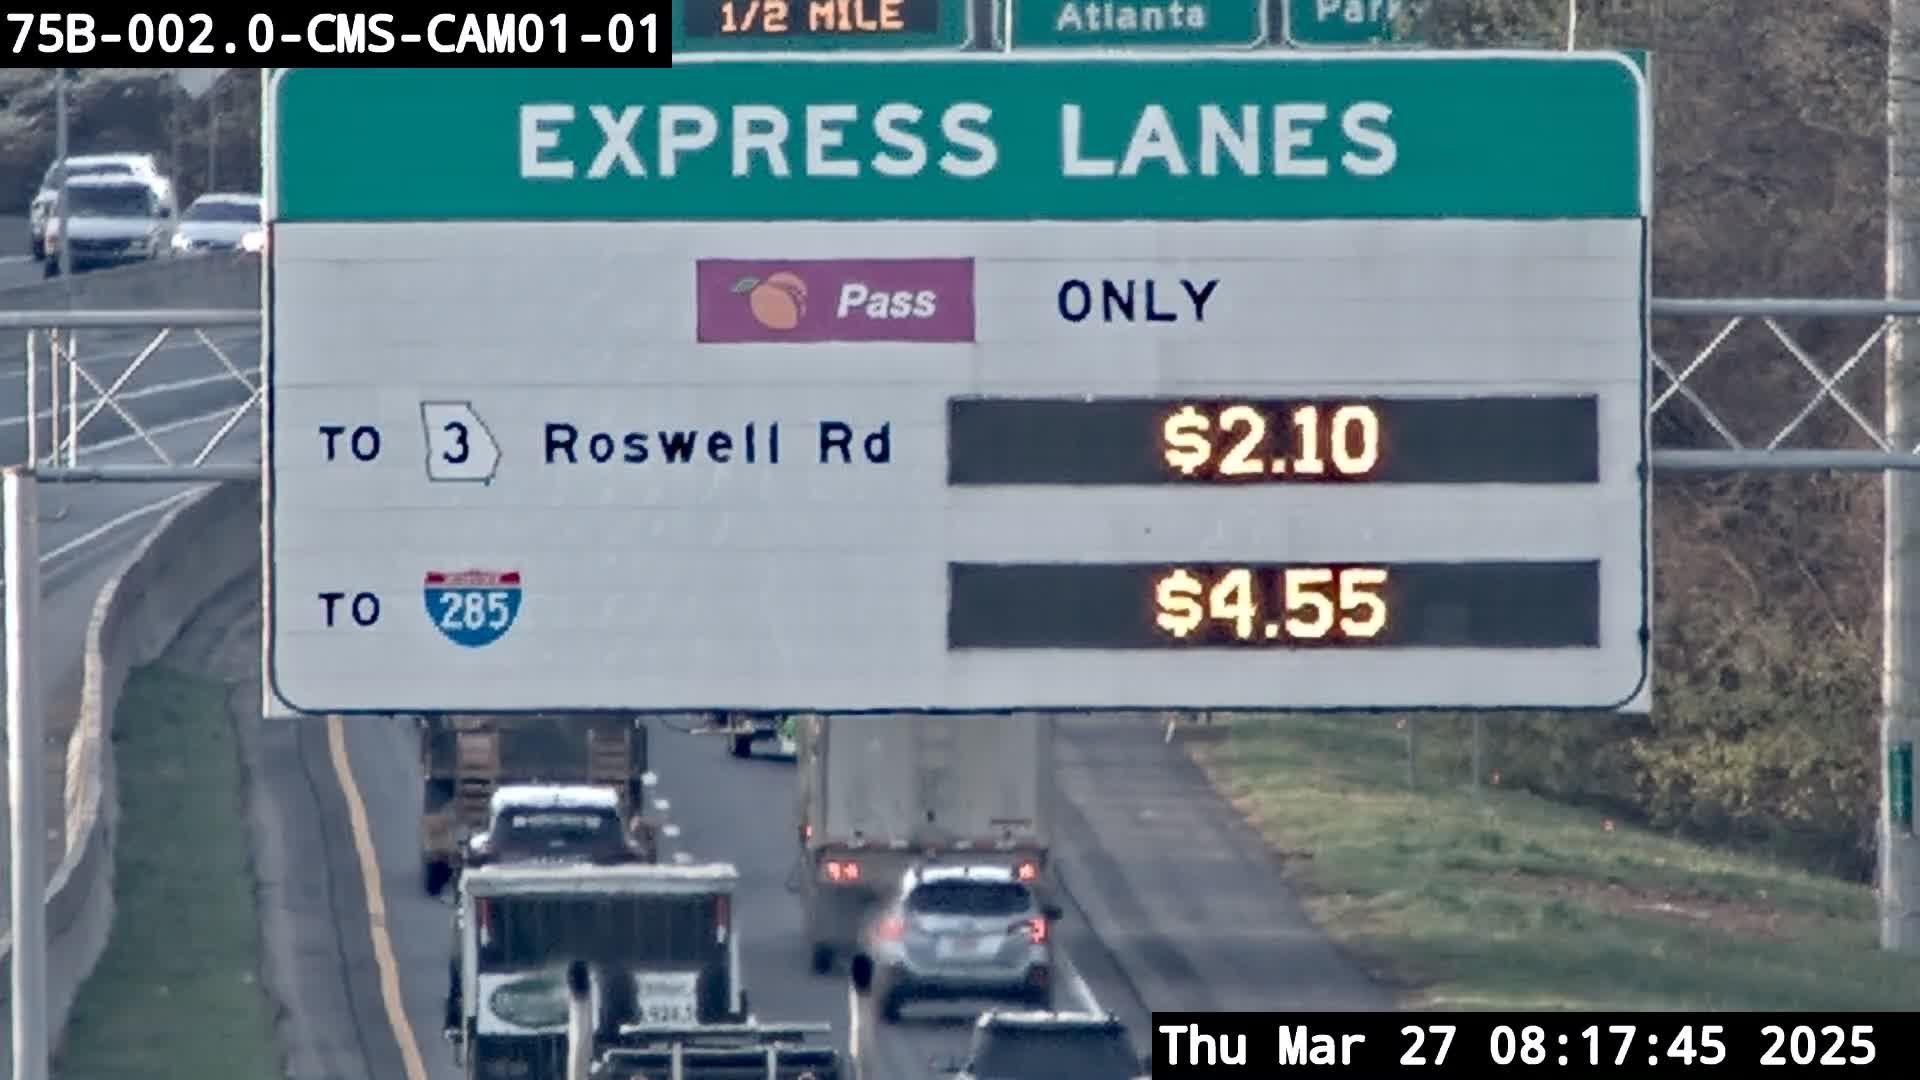 75B-002.0-CMS-CAM01-01
1/2 MILE
Atlanta
EXPRESS LANES
Pass ONLY
TO 3 Roswell Rd $2.10
TO 285 $4.55
Thu Mar 27 08:17:45 2025